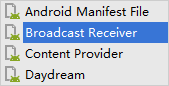 Android Manifest File
Broadcast Receiver
Content Provider
Daydream